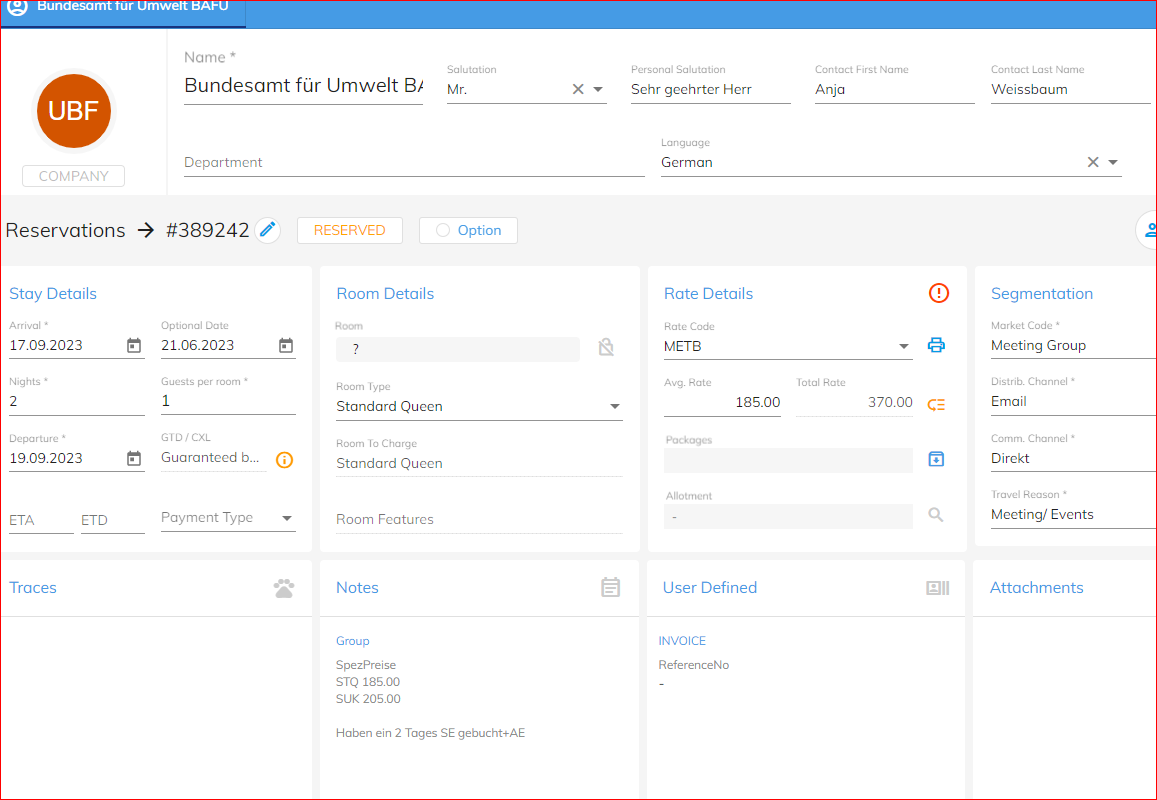 Bundesamt für Umwelt BAFU
UBF
COMPANY
Name *
Bundesamt für Umwelt BA
Salutation
Mr.
Personal Salutation
Sehr geehrter Herr
Contact First Name
Anja
Contact Last Name
Weissbaum
Department
Language
German
Reservations → #389242
RESERVED
Option
Stay Details
Arrival *
17.09.2023
Optional Date
21.06.2023
Nights *
2
Guests per room *
1
Departure *
19.09.2023
GTD / CXL
Guaranteed b...
ETA
ETD
Payment Type
Room Details
Room
?
Room Type
Standard Queen
Room To Charge
Standard Queen
Room Features
Rate Details
Rate Code
METB
Avg. Rate
185.00
Total Rate
370.00
Packages
Allotment
-
Segmentation
Market Code *
Meeting Group
Distrib. Channel *
Email
Comm. Channel *
Direkt
Travel Reason *
Meeting/ Events
Traces
Notes
Group
SpezPreise
STQ 185.00
SUK 205.00
Haben ein 2 Tages SE gebucht+AE
User Defined
INVOICE
ReferenceNo
-
Attachments